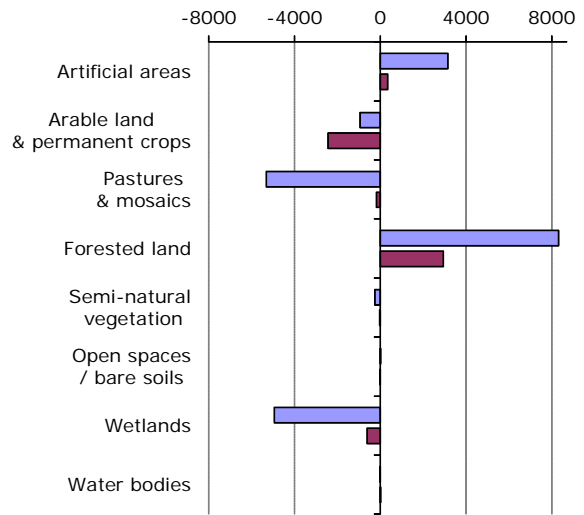 -8000 -4000 0 4000 8000
Artificial areas
Arable land
& permanent crops
Pastures
& mosaics
Forested land
Semi-natural
vegetation
Open spaces
/ bare soils
Wetlands
Water bodies